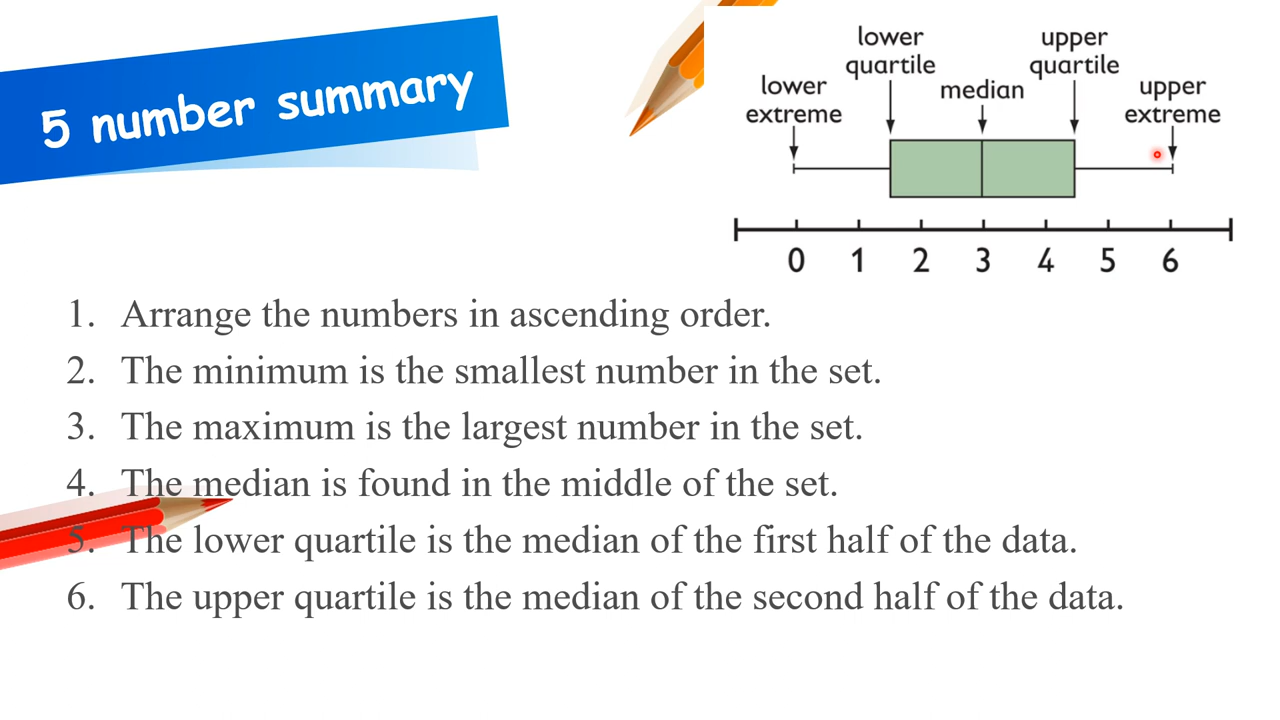 5 number summary
lower
quartile
upper
quartile
lower
extreme
median
upper
extreme
0 1 2 3 4 5 6
1. Arrange the numbers in ascending order.
2. The minimum is the smallest number in the set.
3. The maximum is the largest number in the set.
4. The median is found in the middle of the set.
5. The lower quartile is the median of the first half of the data.
6. The upper quartile is the median of the second half of the data.